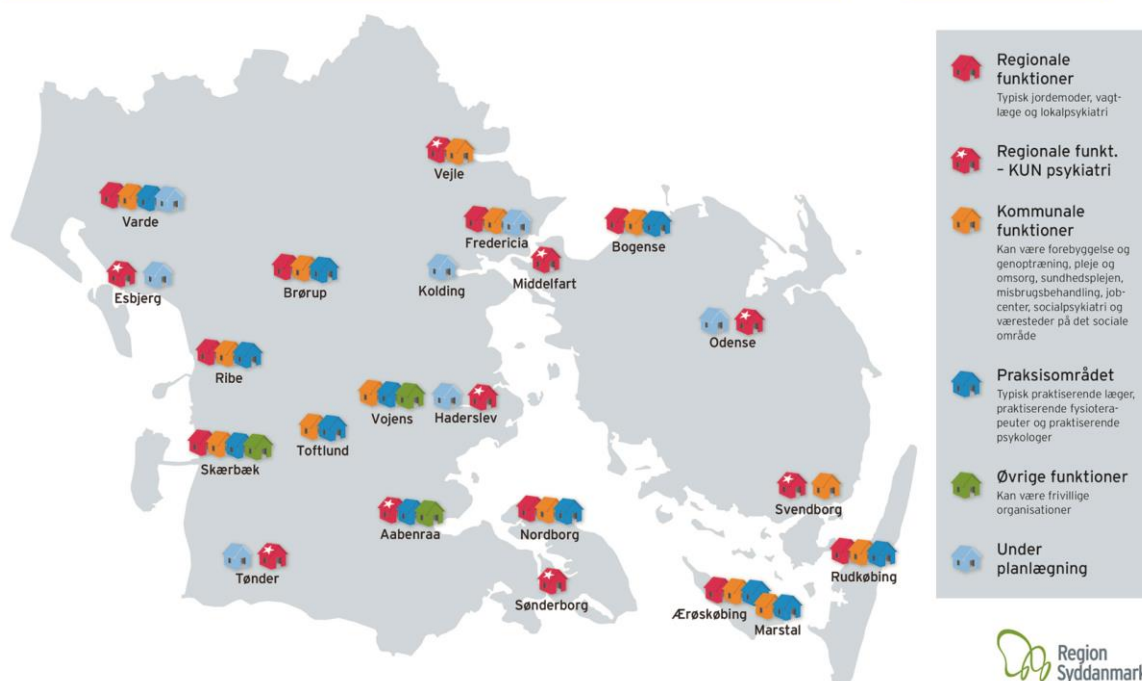 Vejle
Varde
Fredericia
Bogense
Esbjerg
Brørup
Kolding
Middelfart
Odense
Ribe
Vojens
Haderslev
Toftlund
Skærbæk
Svendborg
Aabenraa
Nordborg
Rudkøbing
Tønder
Sønderborg
Ærøskøbing
Marstal
Regionale
funktioner
Typisk jordemoder, vagt-
læge og lokalpsykiatri
Regionale funkt.
– KUN psykiatri
Kommunale
funktioner
Kan være forebyggelse og
genoptræning, pleje og
omsorg, sundhedsplejen,
misbrugsbehandling, job-
center, socialpsykiatri og
væresteder på det sociale
område
Praksisområdet
Typisk praktiserende læger,
praktiserende fysiotera-
peuter og praktiserende
psykologer
Øvrige funktioner
Kan være frivillige
organisationer
Under
planlægning
Region
Syddanmark